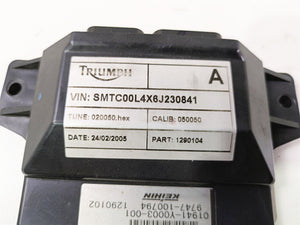 TRIUMPH
A
VIN: SMTC00L4X6J230841
TUNE: 020050.hex CALIB: 050050
DATE: 24/02/2005 PART: 1290104
KEIHIN
01941-Y0003-001
9747-100794 1290102